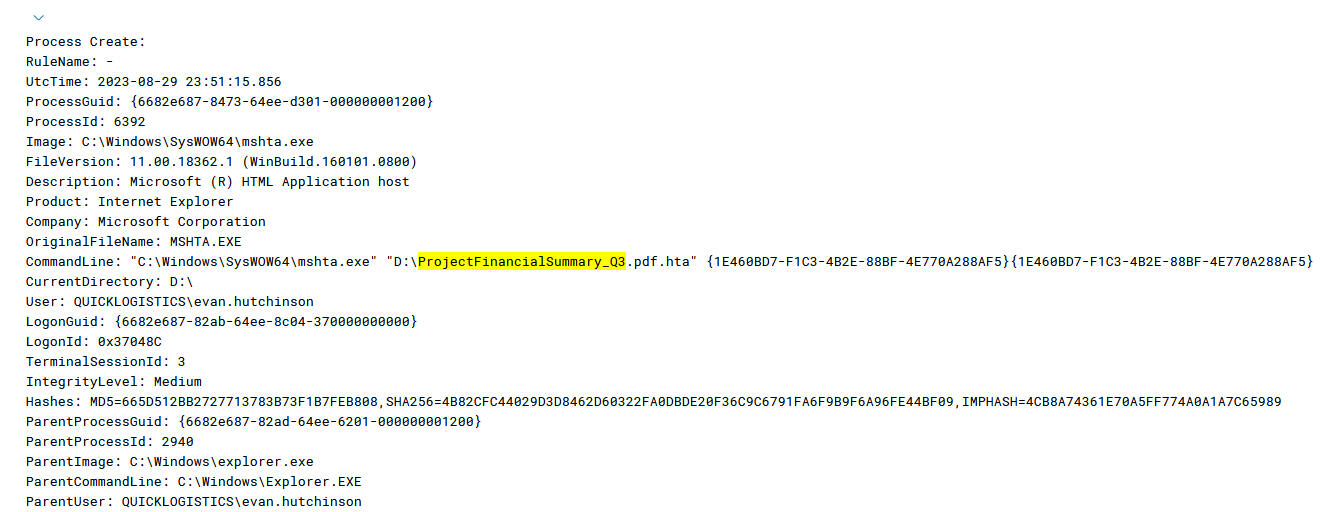 Process Create:
RuleName: -
UtcTime: 2023-08-29 23:51:15.856
ProcessGuid: {6682e687-8473-64ee-d301-000000001200}
ProcessId: 6392
Image: C:\Windows\SysWOW64\mshta.exe
FileVersion: 11.00.18362.1 (WinBuild.160101.0800)
Description: Microsoft (R) HTML Application host
Product: Internet Explorer
Company: Microsoft Corporation
OriginalFileName: MSHTA.EXE
CommandLine: "C:\Windows\SysWOW64\mshta.exe" "D:\ProjectFinancialSummary_Q3.pdf.hta" {1E460BD7-F1C3-4B2E-88BF-4E770A288AF5}{1E460BD7-F1C3-4B2E-88BF-4E770A288AF5}
CurrentDirectory: D:\
User: QUICKLOGISTICS\evan.hutchinson
LogonGuid: {6682e687-82ab-64ee-8c04-370000000000}
LogonId: 0x37048C
TerminalSessionId: 3
IntegrityLevel: Medium
Hashes: MD5=665D512BB2727713783B73F1B7FEB808,SHA256=4B82CFC44029D3D8462D60322FA0DBDE20F36C9C6791FA6F9B9F6A96FE44BF09,IMPHASH=4CB8A74361E70A5FF774A0A1A7C65989
ParentProcessGuid: {6682e687-82ad-64ee-6201-000000001200}
ParentProcessId: 2940
ParentImage: C:\Windows\explorer.exe
ParentCommandLine: C:\Windows\Explorer.EXE
ParentUser: QUICKLOGISTICS\evan.hutchinson